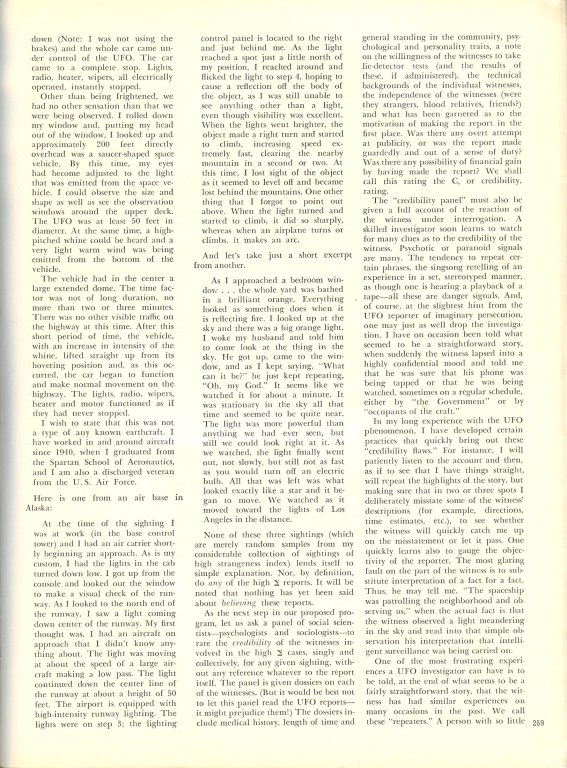 down (Note: I was not using the
brakes) and the whole car came un-
der control of the UFO. The car
came to a complete stop. Lights,
radio, heater, wipers, all electrically
operated, instantly stopped.
Other than being frightened, we
had no other sensation than that we
were being observed. I rolled down
my window and, putting my head
out of the window, I looked up and
approximately 200 feet directly
overhead was a saucer-shaped space
vehicle. By this time, my eyes
had become adjusted to the light
that was emitted from the space ve-
hicle. I could observe the size and
shape as well as see the observation
windows around the upper deck.
The UFO was at least 50 feet in
diameter. At the same time, a high-
pitched whine could be heard and a
very light warm wind was being
emitted from the bottom of the
vehicle.
The vehicle had in the center a
large extended dome. The time fac-
tor was not of long duration, no
more than two or three minutes.
There was no other visible traffic on
the highway at this time. After this
short period of time, the vehicle,
with an increase in intensity of the
whine, lifted straight up from its
hovering position and, as this oc-
curred, the car began to function
and make normal movement on the
highway. The lights, radio, wipers,
heater and motor functioned as if
they had never stopped.
I wish to state that this was not
a type of any known earthcraft. I
have worked in and around aircraft
since 1940, when I graduated from
the Spartan School of Aeronautics,
and I am also a discharged veteran
from the U. S. Air Force.
Here is one from an air base in
Alaska:
At the time of the sighting I
was at work (in the base control
tower) and I had an air carrier short-
ly beginning an approach. As is my
custom, I had the lights in the cab
turned down low. I got up from the
console and looked out the window
to make a visual check of the run-
way. As I looked to the north end of
the runway, I saw a light coming
down center of the runway. My first
thought was, I had an aircraft on
approach that I didn't know any-
thing about. The light was moving
at about the speed of a large air-
craft making a low pass. The light
continued down the center line of
the runway at about a height of 50
feet. The airport is equipped with
high-intensity runway lighting. The
lights were on step 3; the lighting
control panel is located to the right
and just behind me. As the light
reached a spot just a little north of
my position, I reached around and
flicked the light to step 4, hoping to
cause a reflection off the body of
the object, as I was still unable to
see anything other than a light,
even though visibility was excellent.
When the lights went brighter, the
object made a right turn and started
to climb, increasing speed ex-
tremely fast, clearing the nearby
mountain in a second or two. At
this time, I lost sight of the object
as it seemed to level off and became
lost behind the mountains. One other
thing that I forgot to point out
above. When the light turned and
started to climb, it did so sharply,
whereas when an airplane turns or
climbs, it makes an arc.
And let's take just a short excerpt
from another.
As I approached a bedroom win-
dow . . . the whole yard was bathed
in a brilliant orange. Everything
looked as something does when it
is reflecting fire. I looked up at the
sky and there was a big orange light.
I woke my husband and told him
to come look at the thing in the
sky. He got up, came to the win-
dow, and as I kept saying, "What
can it be?" he just kept repeating,
"Oh, my God." It seems like we
watched it for about a minute. It
was stationary in the sky all that
time and seemed to be quite near.
The light was more powerful than
anything we had ever seen, but
still we could look right at it. As
we watched, the light finally went
out, not slowly, but still not as fast
as you would turn off an electric
bulb. All that was left was what
looked exactly like a star and it be-
gan to move. We watched as it
moved toward the lights of Los
Angeles in the distance.
None of these three sightings (which
are merely random samples from my
considerable collection of sightings of
high strangeness index) lends itself to
simple explanation. Nor, by definition,
do any of the high Σ reports. It will be
noted that nothing has yet been said
about believing these reports.
As the next step in our proposed pro-
gram, let us ask a panel of social scien-
tists—psychologists and sociologists—to
rate the credibility of the witnesses in-
volved in the high Σ cases, singly and
collectively, for any given sighting, with-
out any reference whatever to the report
itself. The panel is given dossiers on each
of the witnesses. (But it would be best not
to let this panel read the UFO reports—
it might prejudice them!) The dossiers in-
clude medical history, length of time and
general standing in the community, psy-
chological and personality traits, a note
on the willingness of the witnesses to take
lie-detector tests (and the results of
these, if administered), the technical
backgrounds of the individual witnesses,
the independence of the witnesses (were
they strangers, blood relatives, friends?)
and what has been garnered as to the
motivation of making the report in the
first place. Was there any overt attempt
at publicity, or was the report made
guardedly and out of a sense of duty?
Was there any possibility of financial gain
by having made the report? We shall
call this rating the C, or credibility,
rating.
The "credibility panel" must also be
given a full account of the reaction of
the witness under interrogation. A
skilled investigator soon learns to watch
for many clues as to the credibility of the
witness. Psychotic or paranoid signals
are many. The tendency to repeat cer-
tain phrases, the singsong retelling of an
experience in a set, stereotyped manner,
as though one is hearing a playback of a
tape—all these are danger signals. And,
of course, at the slightest hint from the
UFO reporter of imaginary persecution,
one may just as well drop the investiga-
tion. I have on occasion been told what
seemed to be a straightforward story,
when suddenly the witness lapsed into a
highly confidential mood and told me
that he was sure that his phone was
being tapped or that he was being
watched, sometimes on a regular schedule,
either by "the Government" or by
"occupants of the craft."
In my long experience with the UFO
phenomenon, I have developed certain
practices that quickly bring out these
"credibility flaws." For instance, I will
patiently listen to the account and then,
as if to see that I have things straight,
will repeat the highlights of the story, but
making sure that in two or three spots I
deliberately misstate some of the witness'
descriptions (for example, directions,
time estimates, etc.), to see whether
the witness will quickly catch me up
on the misstatement or let it pass. One
quickly learns also to gauge the objec-
tivity of the reporter. The most glaring
fault on the part of the witness is to sub-
stitute interpretation of a fact for a fact.
Thus, he may tell me, "The spaceship
was patrolling the neighborhood and ob-
serving us," when the actual fact is that
the witness observed a light meandering
in the sky and read into that simple ob-
servation his interpretation that intelli-
gent surveillance was being carried on.
One of the most frustrating experi-
ences a UFO investigator can have is to
be told, at the end of what seems to be a
fairly straightforward story, that the wit-
ness has had similar experiences on
many occasions in the past. We call
these "repeaters." A person with so little
269